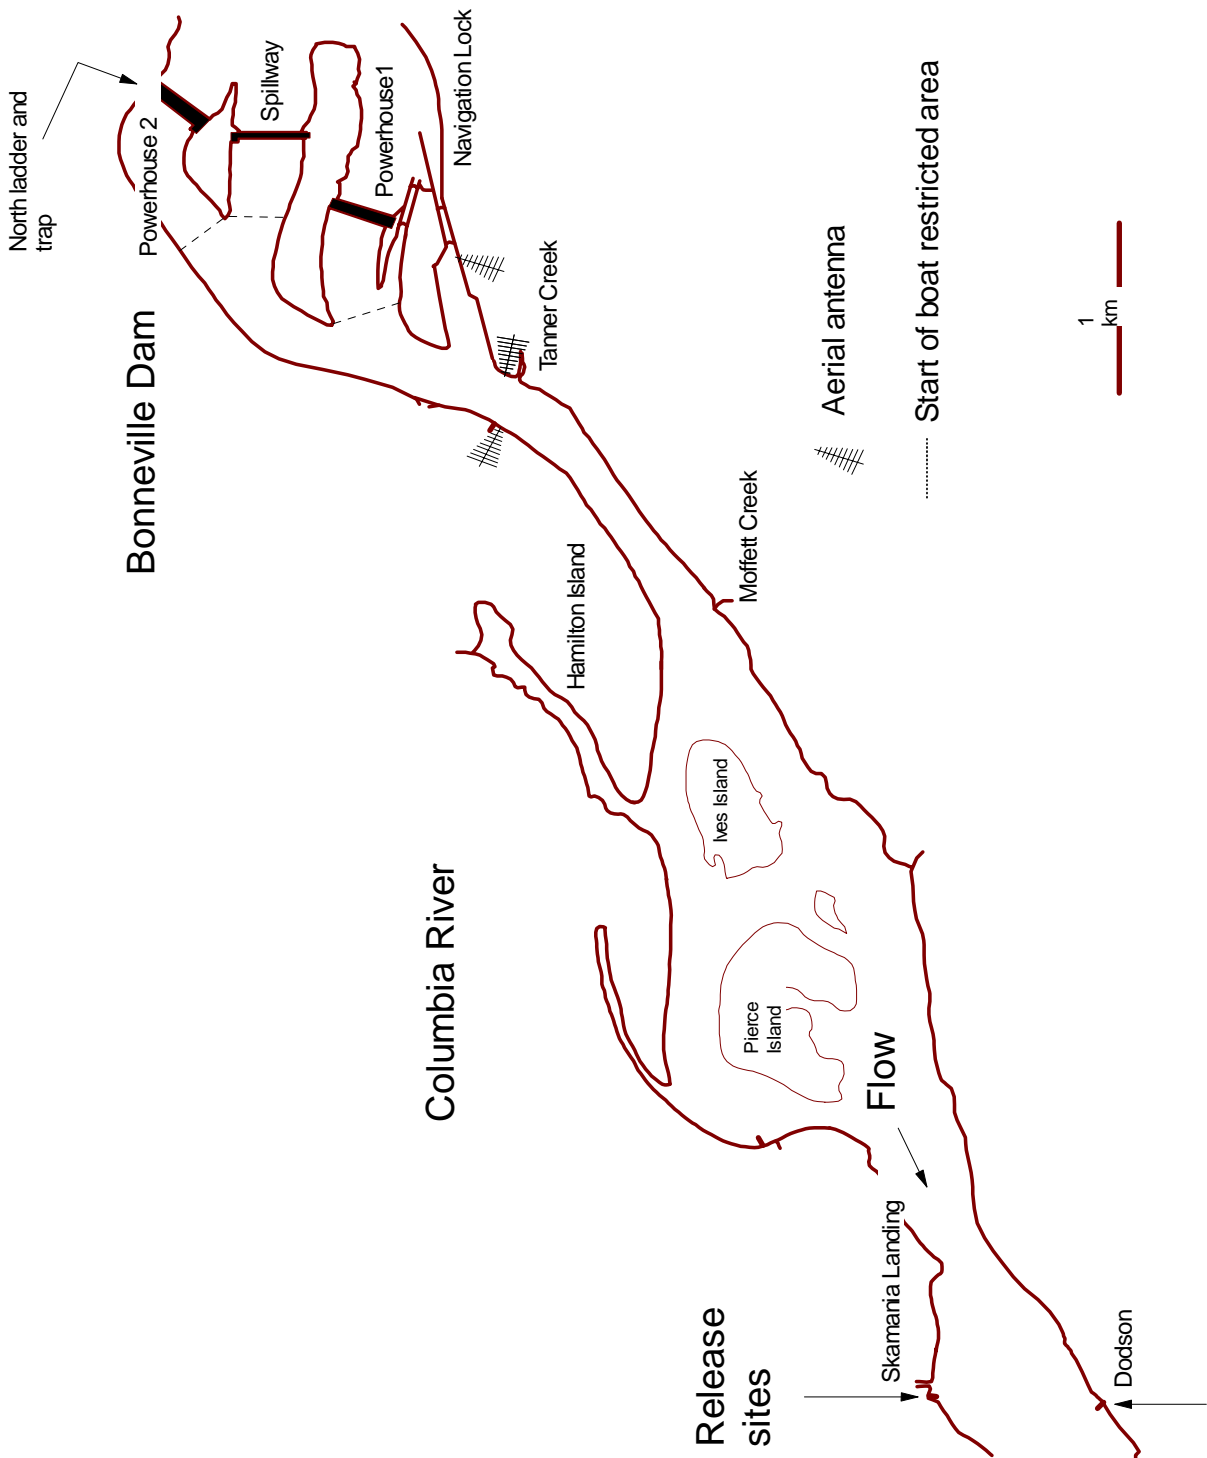 North ladder and
trap
Powerhouse 2
Spillway
Powerhouse1
Navigation Lock
Bonneville Dam
Tanner Creek
Aerial antenna
Start of boat restricted area
1
km
Hamilton Island
Moffett Creek
Ives Island
Columbia River
Pierce
Island
Flow
Skamania Landing
Release
sites
Dodson